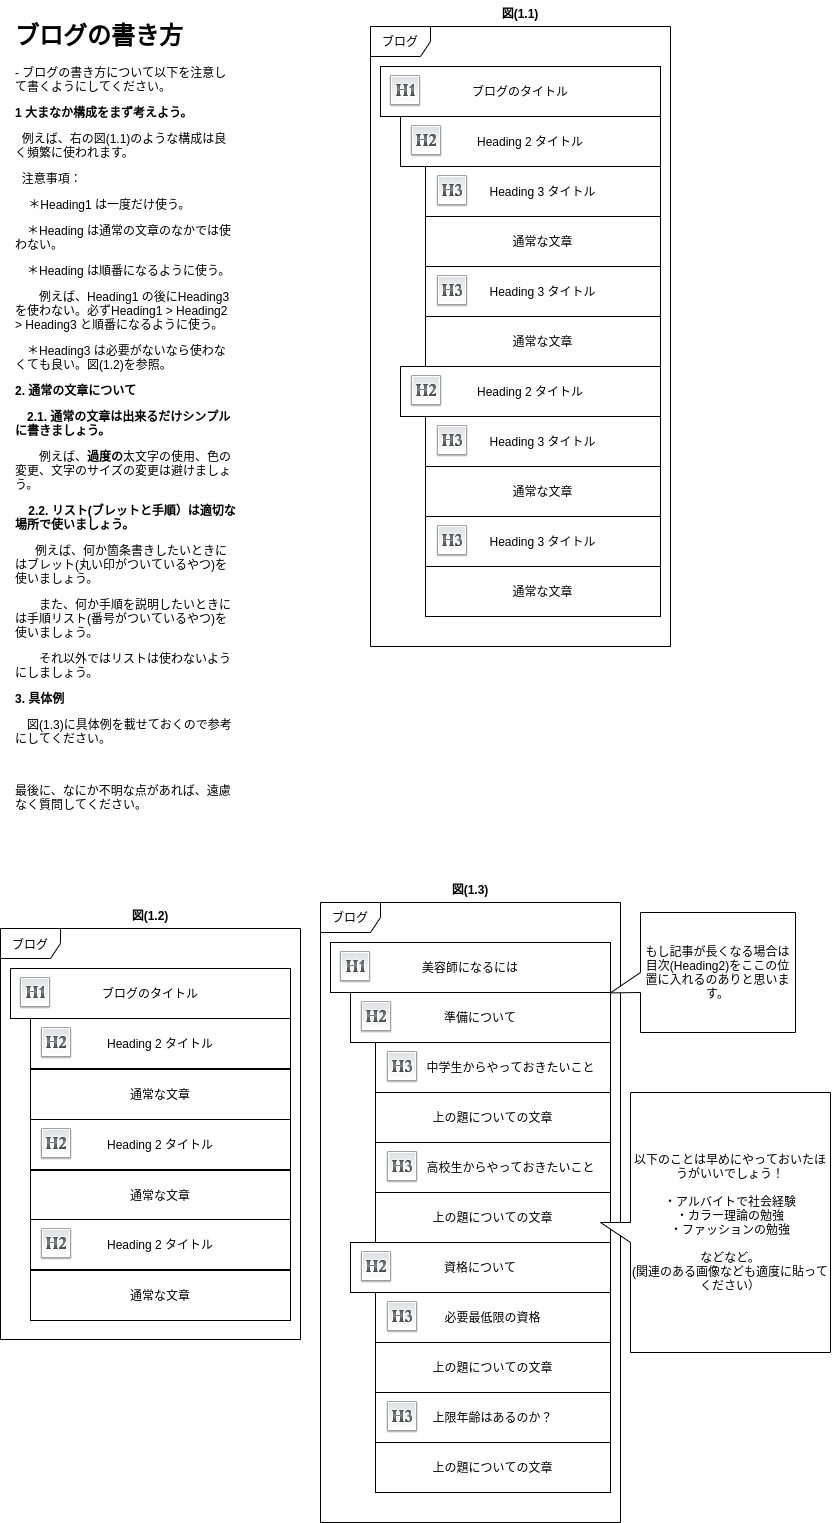 ブログの書き方
- ブログの書き方について以下を注意し
て書くようにしてください。
1 大まなか構成をまず考えよう。
例えば、右の図(1.1)のような構成は良
く頻繁に使われます。
注意事項：
＊Heading1 は一度だけ使う。
＊Heading は通常の文章のなかでは使
わない。
＊Heading は順番になるように使う。
例えば、Heading1 の後にHeading3
を使わない。必ずHeading1 > Heading2
> Heading3 と順番になるように使う。
＊Heading3 は必要がないなら使わな
くても良い。図(1.2)を参照。
2. 通常の文章について
2.1. 通常の文章は出来るだけシンプル
に書きましょう。
例えば、過度の太文字の使用、色の
変更、文字のサイズの変更は避けましょ
う。
2.2. リスト(ブレットと手順）は適切な
場所で使いましょう。
例えば、何か箇条書きしたいときに
はブレット(丸い印がついているやつ)を
使いましょう。
また、何か手順を説明したいときに
は手順リスト(番号がついているやつ)を
使いましょう。
それ以外ではリストは使わないよう
にしましょう。
3. 具体例
図(1.3)に具体例を載せておくので参考
にしてください。
最後に、なにか不明な点があれば、遠慮
なく質問してください。
図(1.1)
ブログ
H1 ブログのタイトル
H2 Heading 2 タイトル
H3 Heading 3 タイトル
通常な文章
H3 Heading 3 タイトル
通常な文章
H2 Heading 2 タイトル
H3 Heading 3 タイトル
通常な文章
H3 Heading 3 タイトル
通常な文章
図(1.2)
ブログ
H1 ブログのタイトル
H2 Heading 2 タイトル
通常な文章
H2 Heading 2 タイトル
通常な文章
H2 Heading 2 タイトル
通常な文章
図(1.3)
ブログ
H1 美容師になるには
H2 準備について
H3 中学生からやっておきたいこと
上の題についての文章
H3 高校生からやっておきたいこと
上の題についての文章
H2 資格について
H3 必要最低限の資格
上の題についての文章
H3 上限年齢はあるのか？
上の題についての文章
もし記事が長くなる場合は
目次(Heading2)をここの位
置に入れるのありと思いま
す。
以下のことは早めにやっておいたほ
うがいいでしょう！
・アルバイトで社会経験
・カラー理論の勉強
・ファッションの勉強
などなど。
(関連のある画像なども適度に貼って
ください）